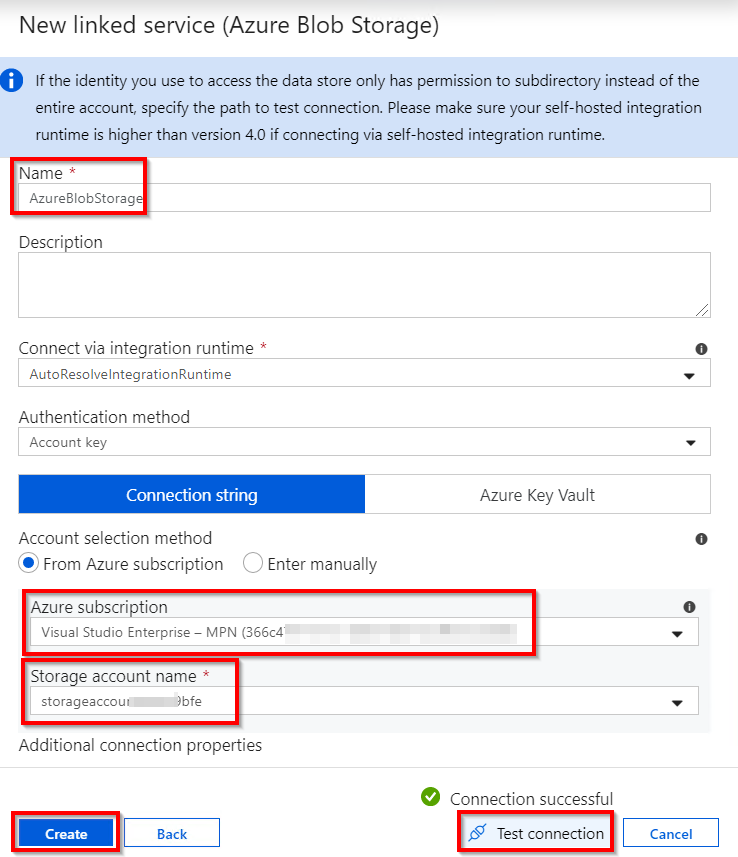 New linked service (Azure Blob Storage)
If the identity you use to access the data store only has permission to subdirectory instead of the
entire account, specify the path to test connection. Please make sure your self-hosted integration
runtime is higher than version 4.0 if connecting via self-hosted integration runtime.
Name *
AzureBlobStorage
Description
Connect via integration runtime *
AutoResolveIntegrationRuntime
Authentication method
Account key
Connection string Azure Key Vault
Account selection method
From Azure subscription Enter manually
Azure subscription
Visual Studio Enterprise – MPN (366c4
Storage account name *
storageaccou 9bfe
Additional connection properties
Connection successful
Create Back Test connection Cancel